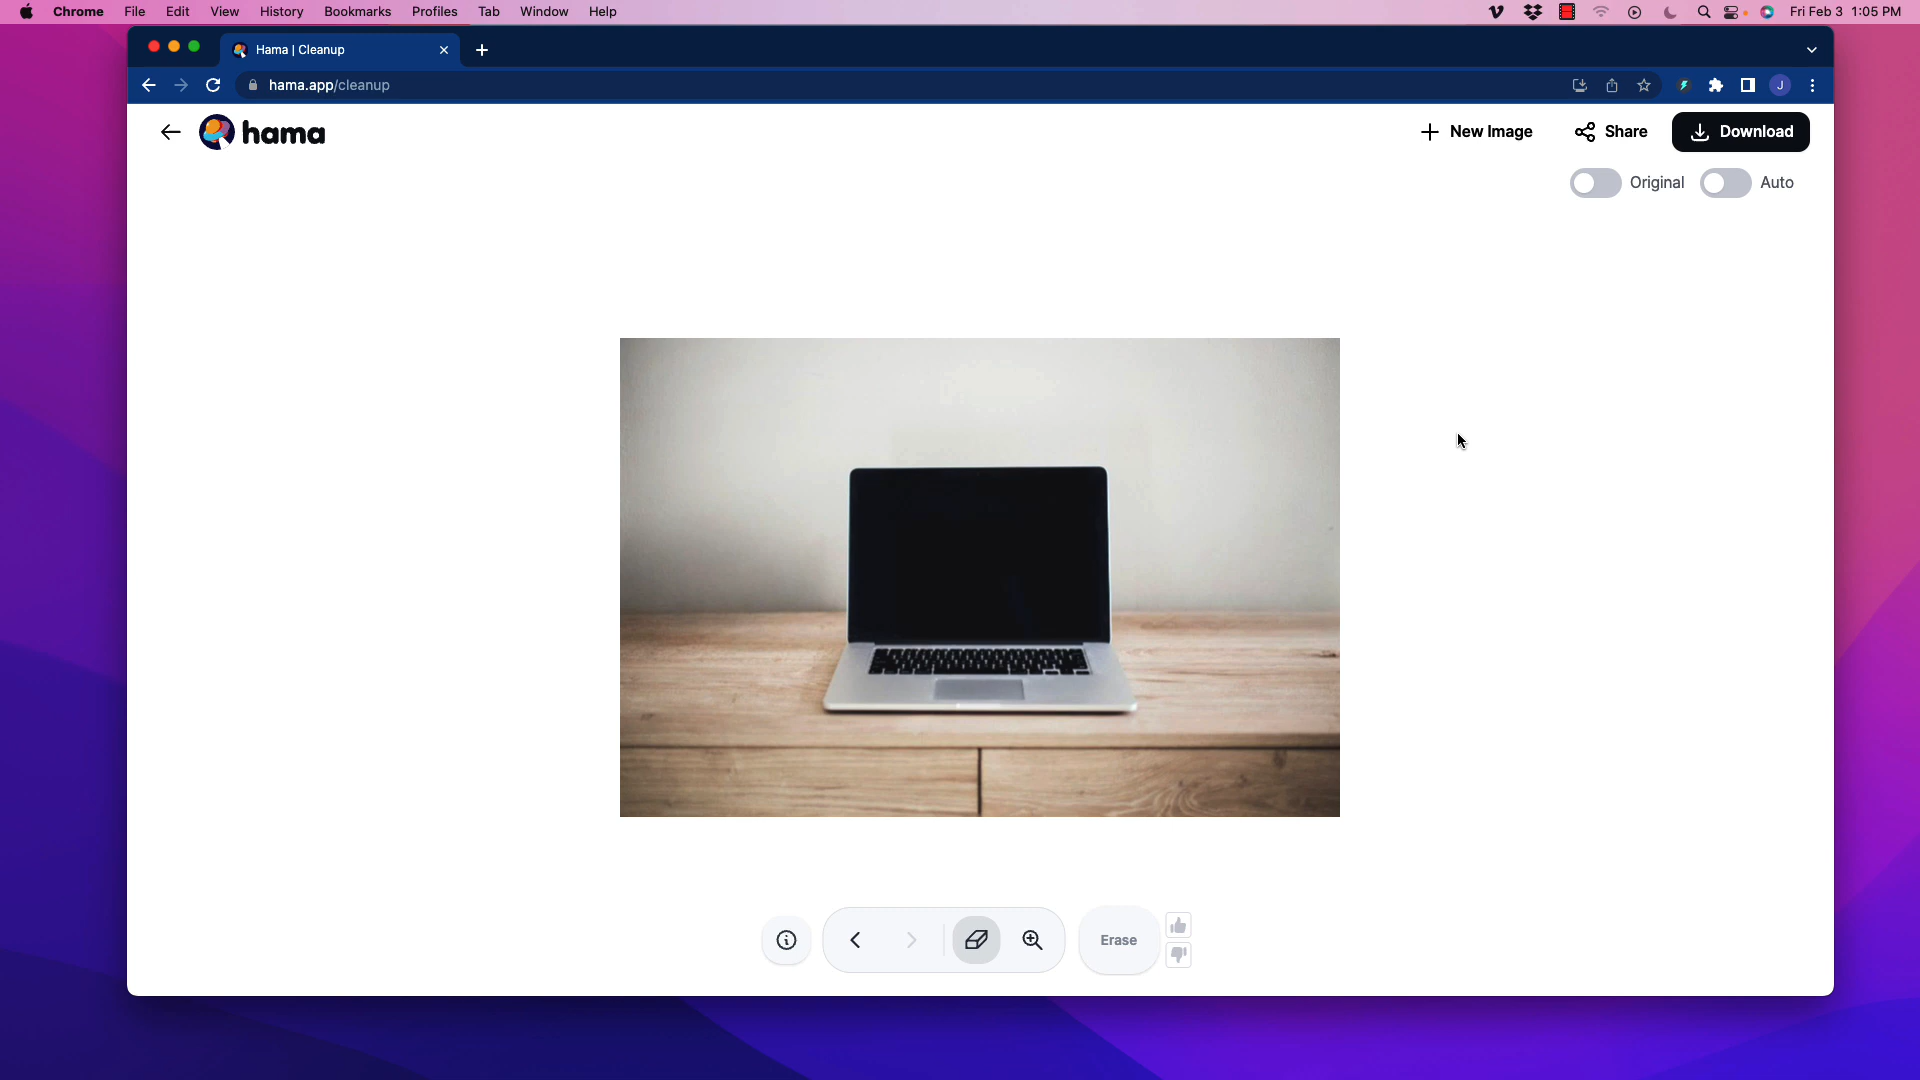 Chrome File Edit View History Bookmarks Profiles Tab Window Help Fri Feb 3 1:05 PM
Hama | Cleanup
hama.app/cleanup J
hama New Image Share Download
Original Auto
Erase